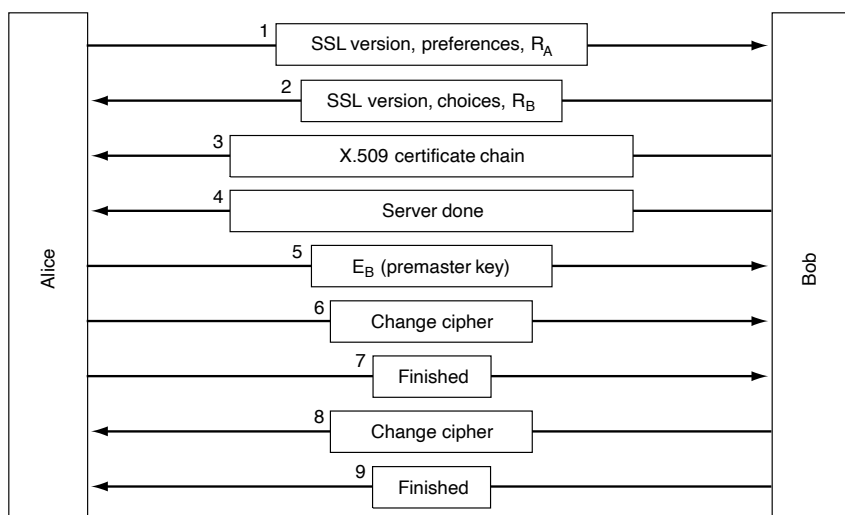 Alice
Bob
1
SSL version, preferences, R_A
2
SSL version, choices, R_B
3
X.509 certificate chain
4
Server done
5
E_B (premaster key)
6
Change cipher
7
Finished
8
Change cipher
9
Finished